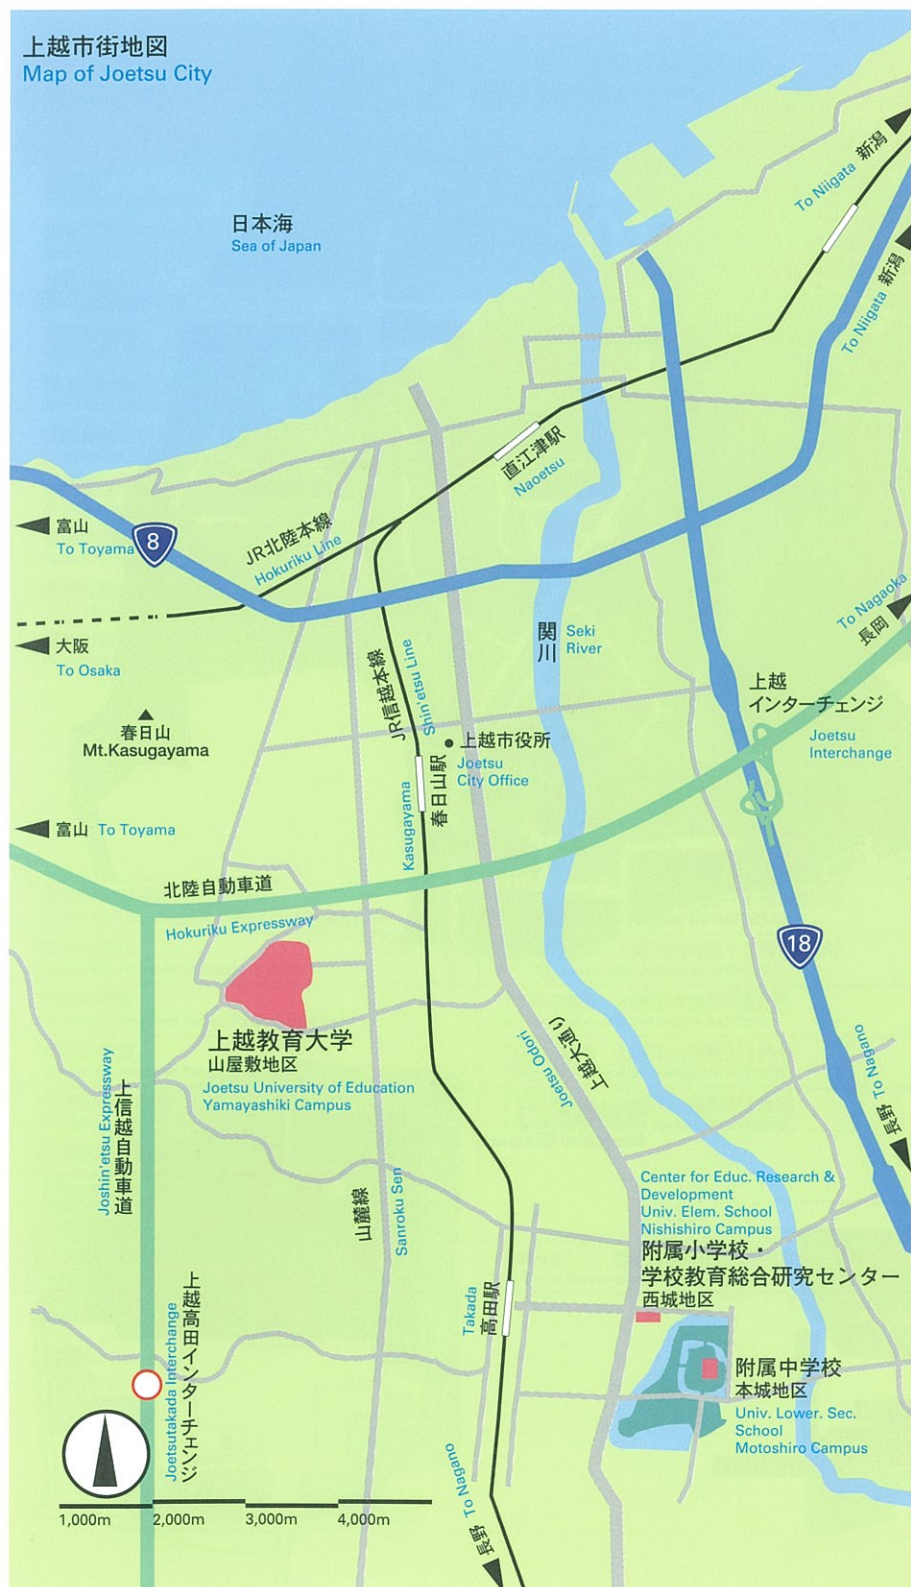 上越市街地図
Map of Joetsu City
日本海
Sea of Japan
To Niigata 新潟
To Niigata 新潟
直江津駅
Naoetsu
富山
To Toyama
8
JR北陸本線
Hokuriku Line
大阪
To Osaka
関川
Seki
River
To Nagaoka
長岡
春日山
Mt.Kasugayama
JR信越本線
Shin'etsu Line
上越市役所
Joetsu
City Office
上越
インターチェンジ
Joetsu
Interchange
Kasugayama
春日山駅
富山 To Toyama
北陸自動車道
Hokuriku Expressway
18
上越教育大学
山屋敷地区
Joetsu University of Education
Yamayashiki Campus
Joetsu Odori
上越大通り
長野 To Nagano
Joshin'etsu Expressway
上信越自動車道
山麓線
Sanroku Sen
Center for Educ. Research &
Development
Univ. Elem. School
Nishishiro Campus
附属小学校・
学校教育総合研究センター
西城地区
Takada
高田駅
Joetsutakada Interchange
上越高田インターチェンジ
附属中学校
本城地区
Univ. Lower. Sec.
School
Motoshiro Campus
長野 To Nagano
1,000m 2,000m 3,000m 4,000m